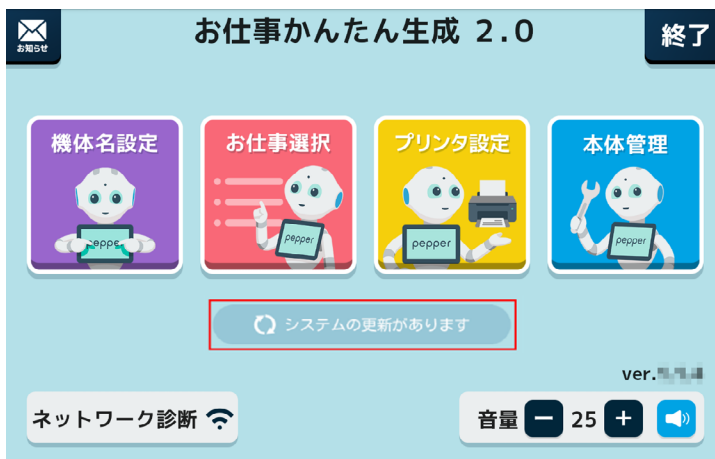 お知らせ
お仕事かんたん生成 2.0
終了
機体名設定
お仕事選択
プリンタ設定
本体管理
pepper
pepper
pepper
システムの更新があります
ver.
ネットワーク診断
音量 − 25 +